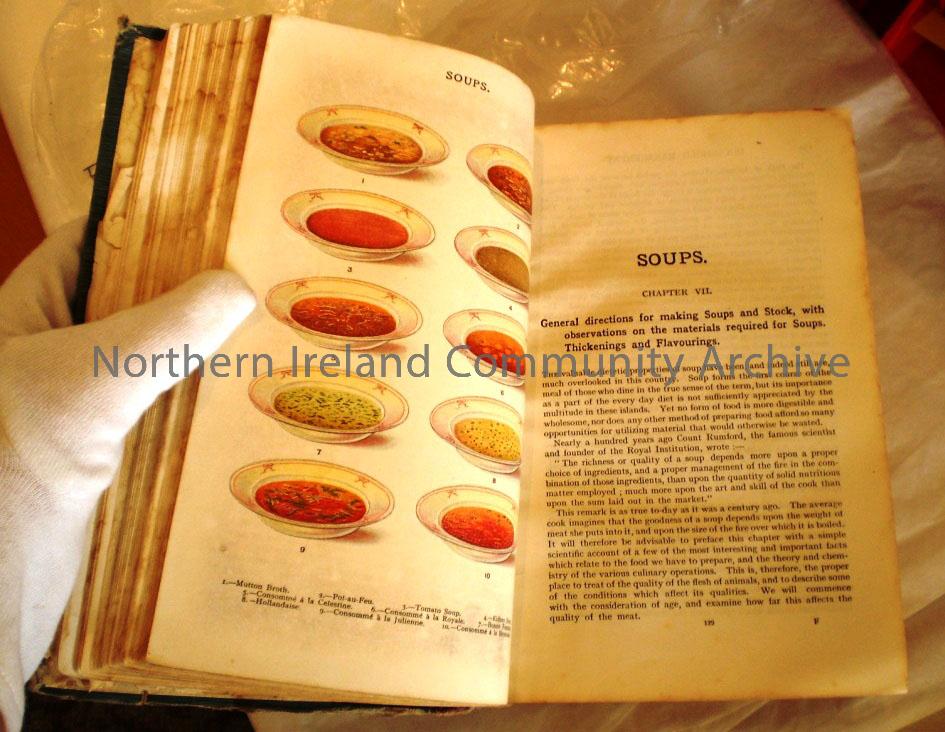 SOUPS.
1
2
3
4
6
7
8
9
10
1.—Mutton Broth. 2.—Pot-au-Feu. 3.—Tomato Soup.
5.—Consommé à la Celestine. 6.—Consommé à la Royale.
8.—Hollandaise. 9.—Consommé à la Julienne. 10.—Consommé à la
SOUPS.
CHAPTER VII.
General directions for making Soups and Stock, with
observations on the materials required for Soups.
Thickenings and Flavourings.
Northern Ireland Community Archive
much overlooked in this country. Soup forms the first
meal of those who dine in the true sense of the term, but its importance
as a part of the every day diet is not sufficiently appreciated by the
multitude in these islands. Yet no form of food is more digestible and
wholesome, nor does any other method of preparing food afford so many
opportunities for utilizing material that would otherwise be wasted.
Nearly a hundred years ago Count Rumford, the famous scientist
and founder of the Royal Institution, wrote :—
" The richness or quality of a soup depends more upon a proper
choice of ingredients, and a proper management of the fire in the com-
bination of those ingredients, than upon the quantity of solid nutritious
matter employed ; much more upon the art and skill of the cook than
upon the sum laid out in the market."
This remark is as true to-day as it was a century ago. The average
cook imagines that the goodness of a soup depends upon the weight of
meat she puts into it, and upon the size of the fire over which it is boiled.
It will therefore be advisable to preface this chapter with a simple
scientific account of a few of the most interesting and important facts
which relate to the food we have to prepare, and the theory and chem-
istry of the various culinary operations. This is, therefore, the proper
place to treat of the quality of the flesh of animals, and to describe some
of the conditions which affect its qualities. We will commence
with the consideration of age, and examine how far this affects the
quality of the meat.
129 F